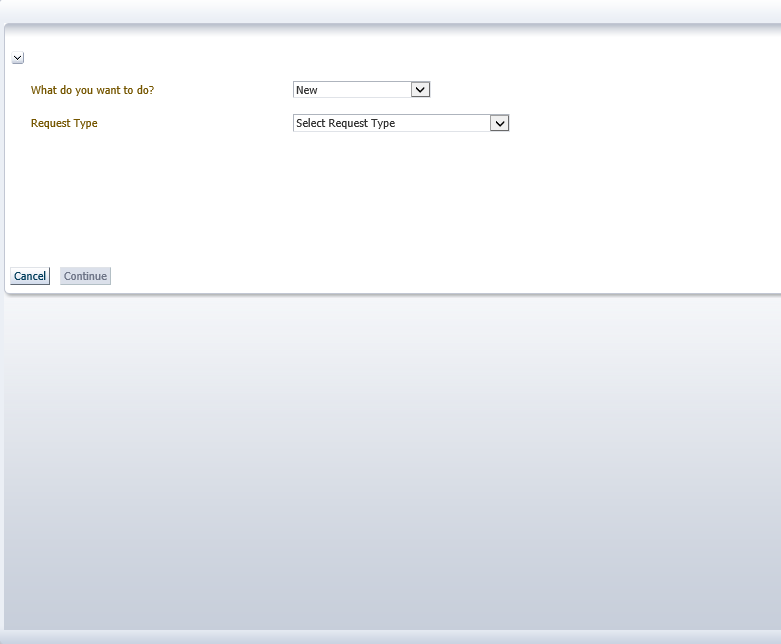 What do you want to do? New
Request Type Select Request Type
Cancel Continue